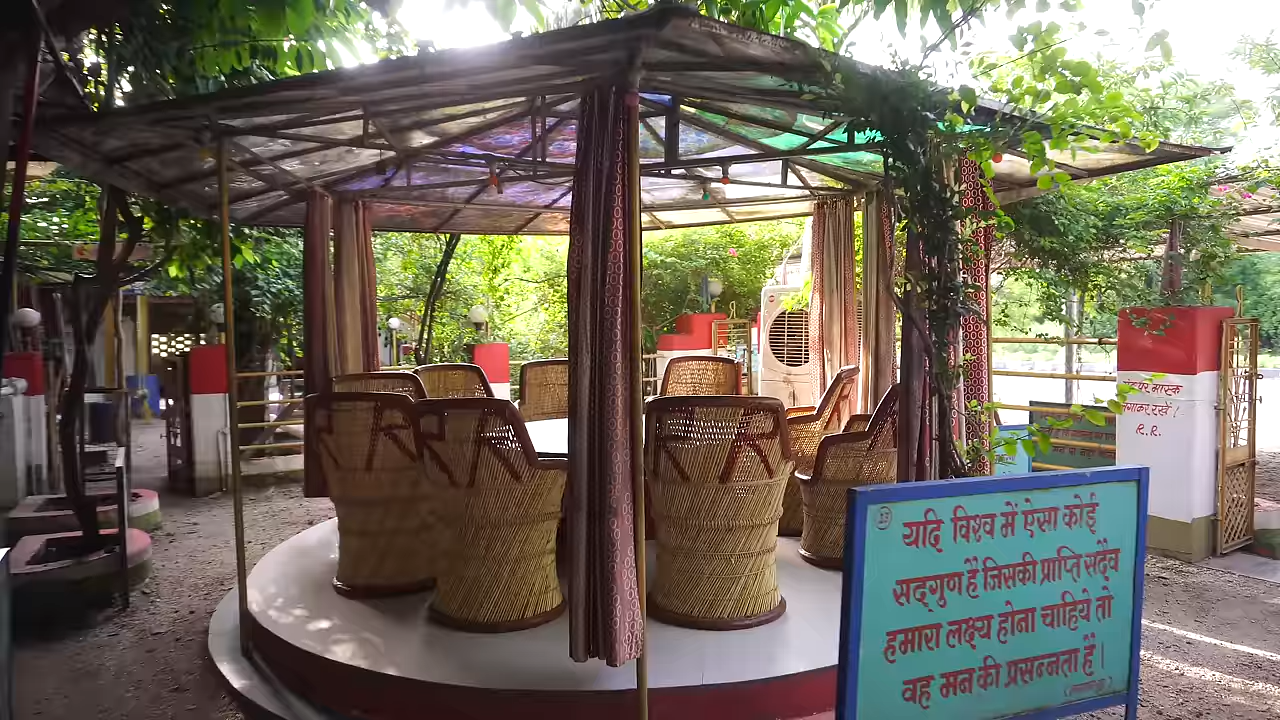 यदि विश्व में ऐसा कोई
सद्गुण है जिसकी प्राप्ति सदैव
हमारा लक्ष्य होना चाहिये तो
वह मन की प्रसन्नता है।
मास्क
R.R.